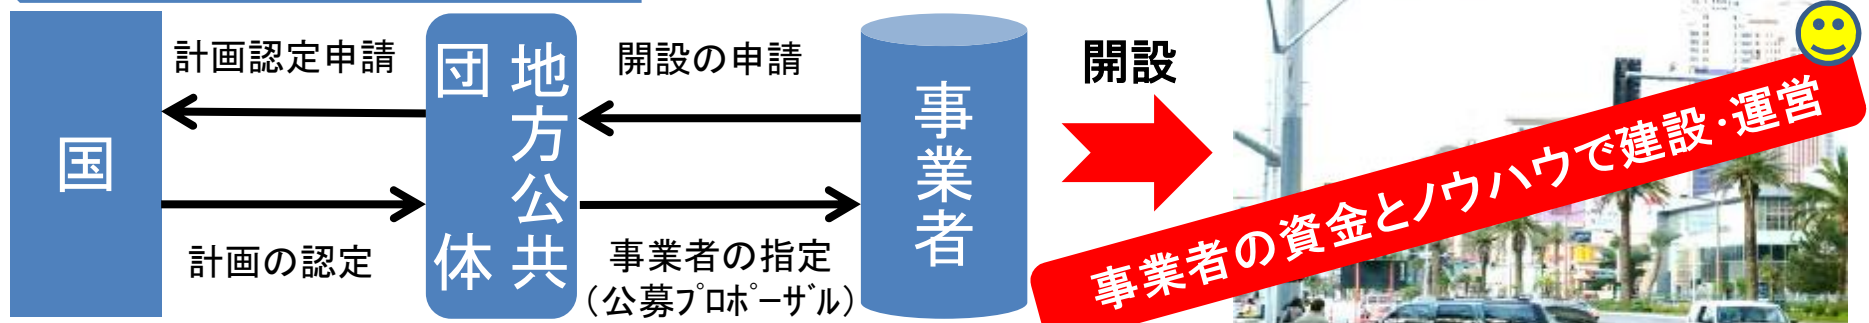 国
計画認定申請
計画の認定
地方公共
団体
開設の申請
事業者の指定
（公募ﾌﾟﾛﾎﾟｰｻﾞﾙ）
事業者
開設
事業者の資金とノウハウで建設・運営